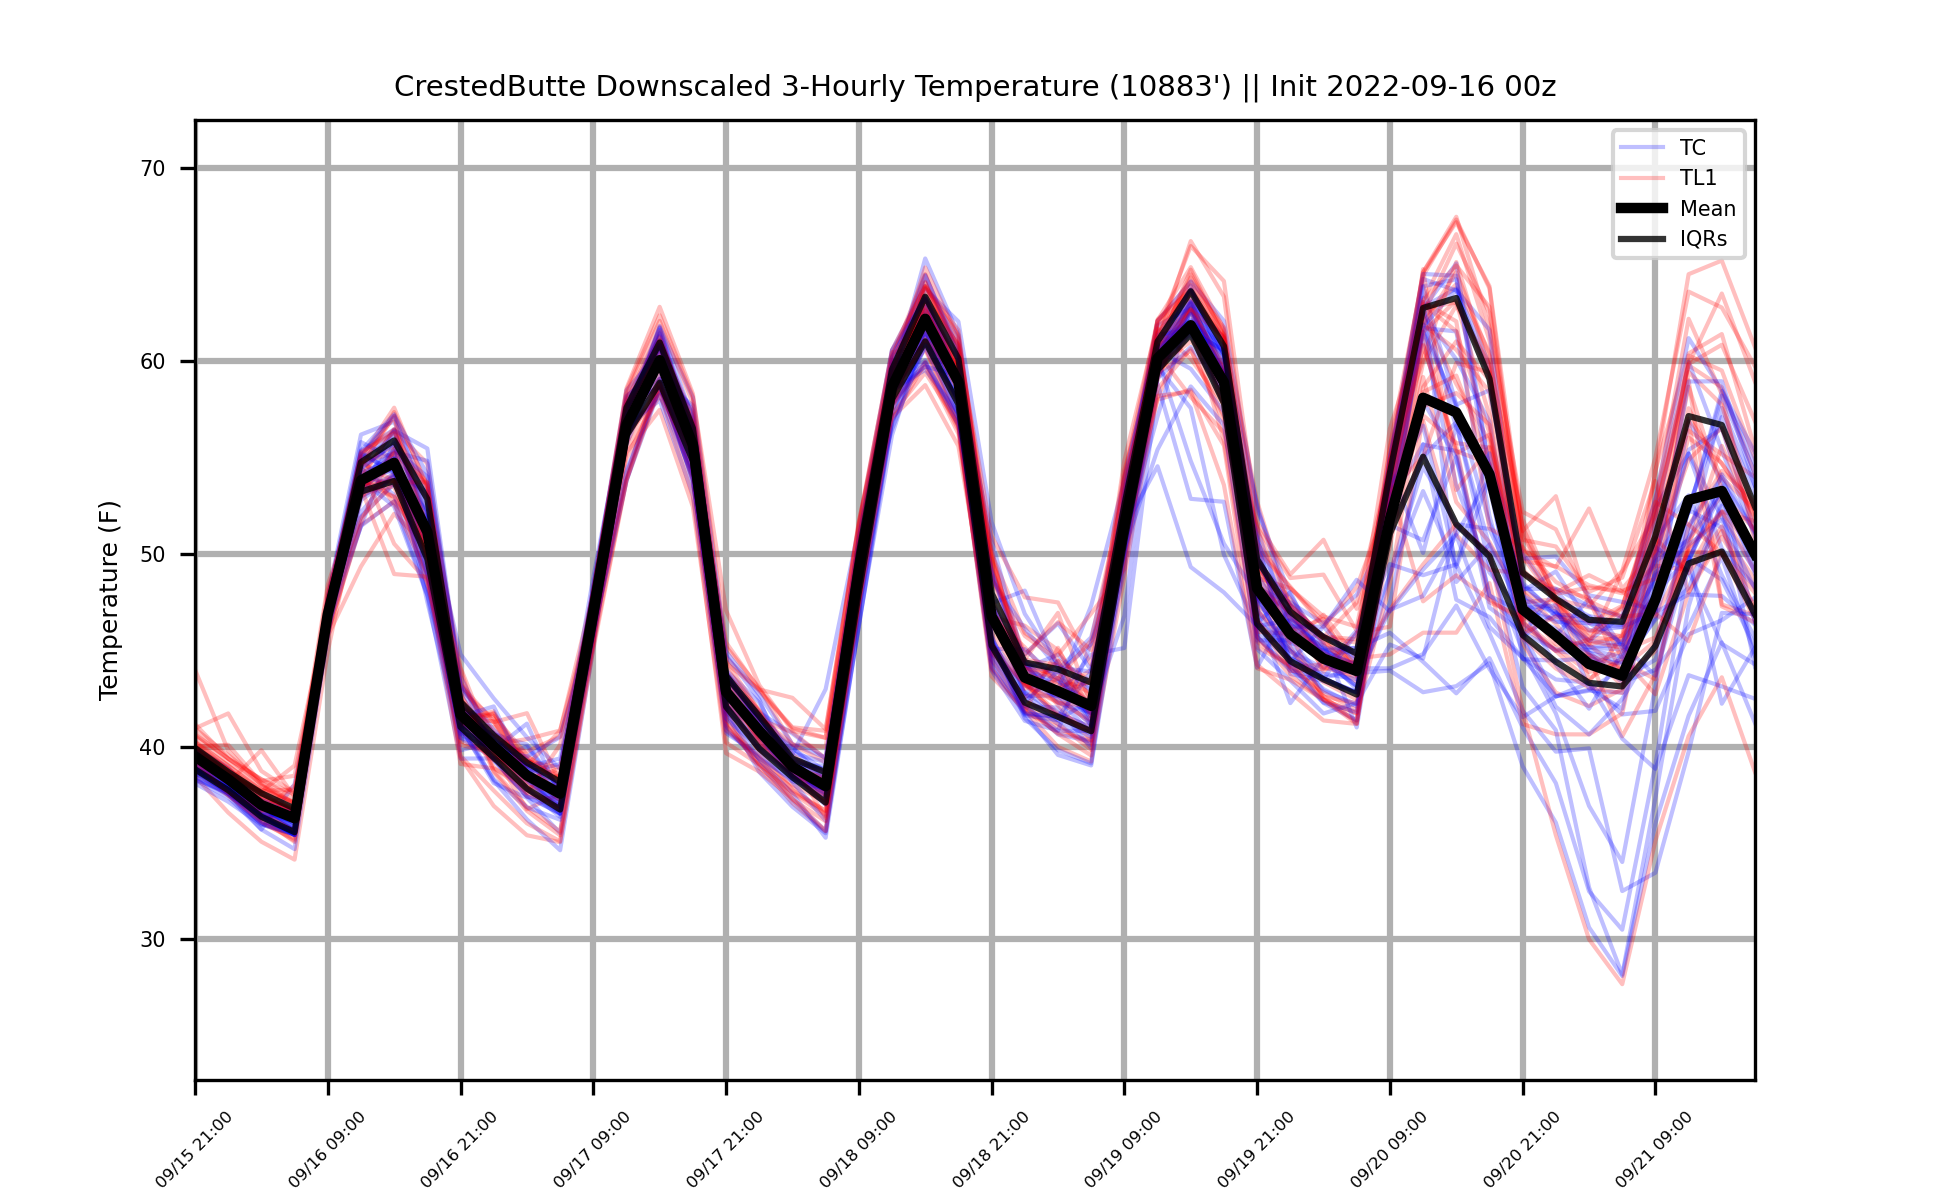 CrestedButte Downscaled 3-Hourly Temperature (10883') || Init 2022-09-16 00z
TC
TL1
Mean
IQRs
Temperature (F)
70
60
50
40
30
09/15 21:00
09/16 09:00
09/16 21:00
09/17 09:00
09/17 21:00
09/18 09:00
09/18 21:00
09/19 09:00
09/19 21:00
09/20 09:00
09/20 21:00
09/21 09:00